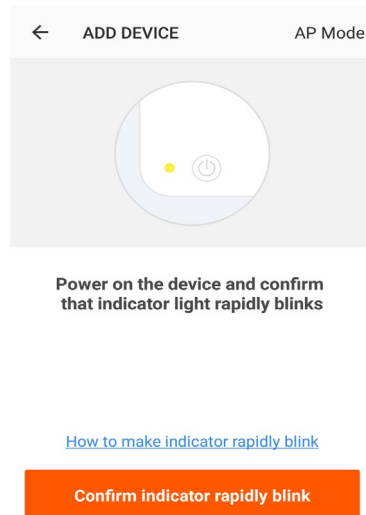 ADD DEVICE AP Mode
Power on the device and confirm
that indicator light rapidly blinks
How to make indicator rapidly blink
Confirm indicator rapidly blink